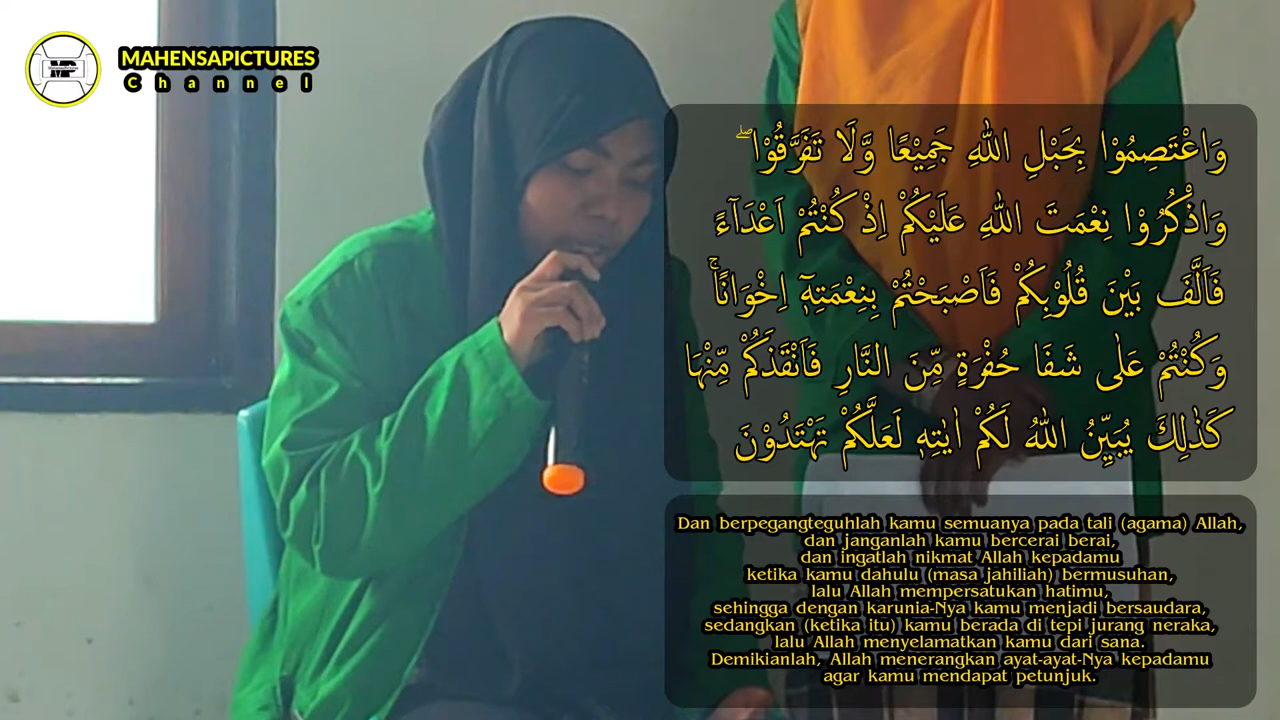 MP
MAHENSAPICTURES
Channel
وَاعْتَصِمُوْا بِحَبْلِ اللّٰهِ جَمِيْعًا وَّلَا تَفَرَّقُوْا ۖ
وَاذْكُرُوْا نِعْمَتَ اللّٰهِ عَلَيْكُمْ اِذْ كُنْتُمْ اَعْدَاۤءً
فَاَلَّفَ بَيْنَ قُلُوْبِكُمْ فَاَصْبَحْتُمْ بِنِعْمَتِهٖٓ اِخْوَانًاۚ
وَكُنْتُمْ عَلٰى شَفَا حُفْرَةٍ مِّنَ النَّارِ فَاَنْقَذَكُمْ مِّنْهَا
كَذٰلِكَ يُبَيِّنُ اللّٰهُ لَكُمْ اٰيٰتِهٖ لَعَلَّكُمْ تَهْتَدُوْنَ
Dan berpegangteguhlah kamu semuanya pada tali (agama) Allah,
dan janganlah kamu bercerai berai,
dan ingatlah nikmat Allah kepadamu
ketika kamu dahulu (masa jahiliah) bermusuhan,
lalu Allah mempersatukan hatimu,
sehingga dengan karunia-Nya kamu menjadi bersaudara,
sedangkan (ketika itu) kamu berada di tepi jurang neraka,
lalu Allah menyelamatkan kamu dari sana.
Demikianlah, Allah menerangkan ayat-ayat-Nya kepadamu
agar kamu mendapat petunjuk.